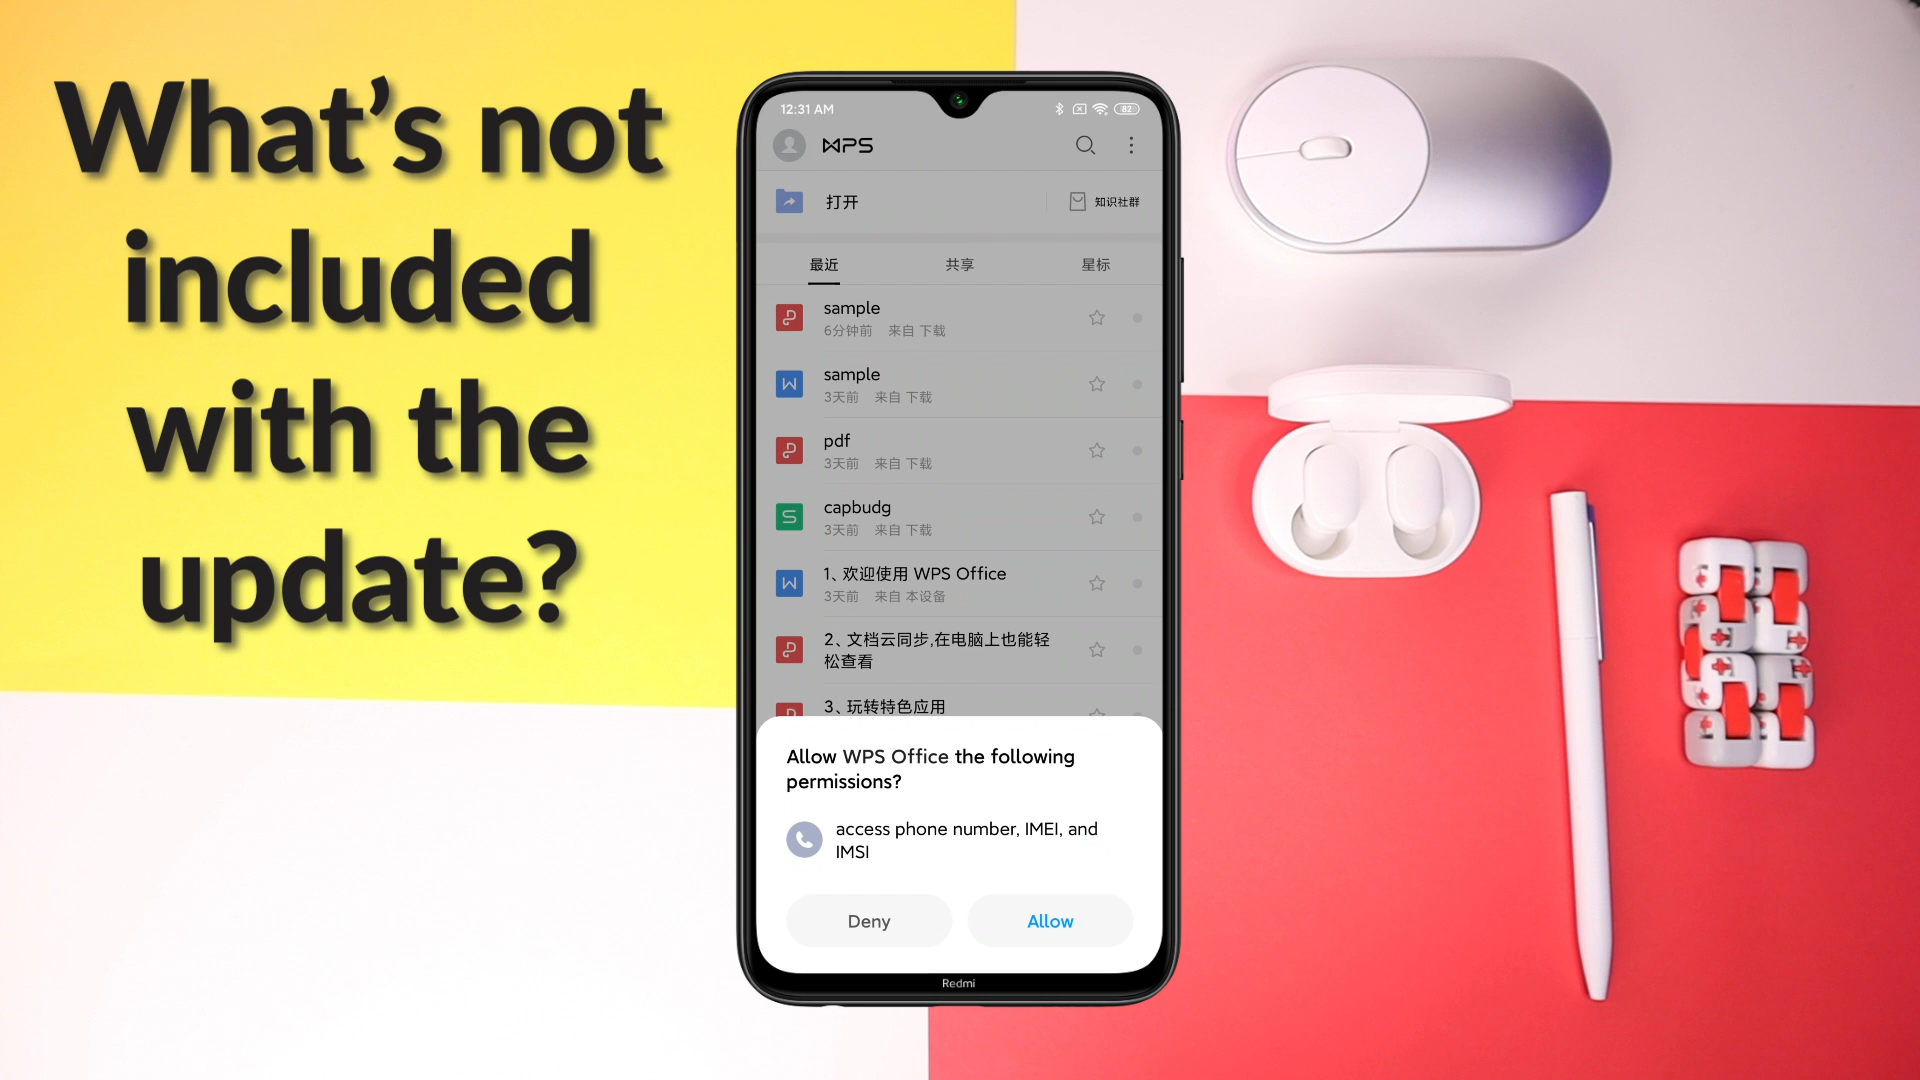 What's not
included
with the
update?
12:31 AM
82
WPS
打开
知识社群
最近
共享
星标
sample
6分钟前 来自 下载
sample
3天前 来自 下载
pdf
3天前 来自 下载
capbudg
3天前 来自 下载
1、欢迎使用 WPS Office
3天前 来自 本设备
2、文档云同步,在电脑上也能轻
松查看
3、玩转特色应用
Allow WPS Office the following
permissions?
access phone number, IMEI, and
IMSI
Deny
Allow
Redmi